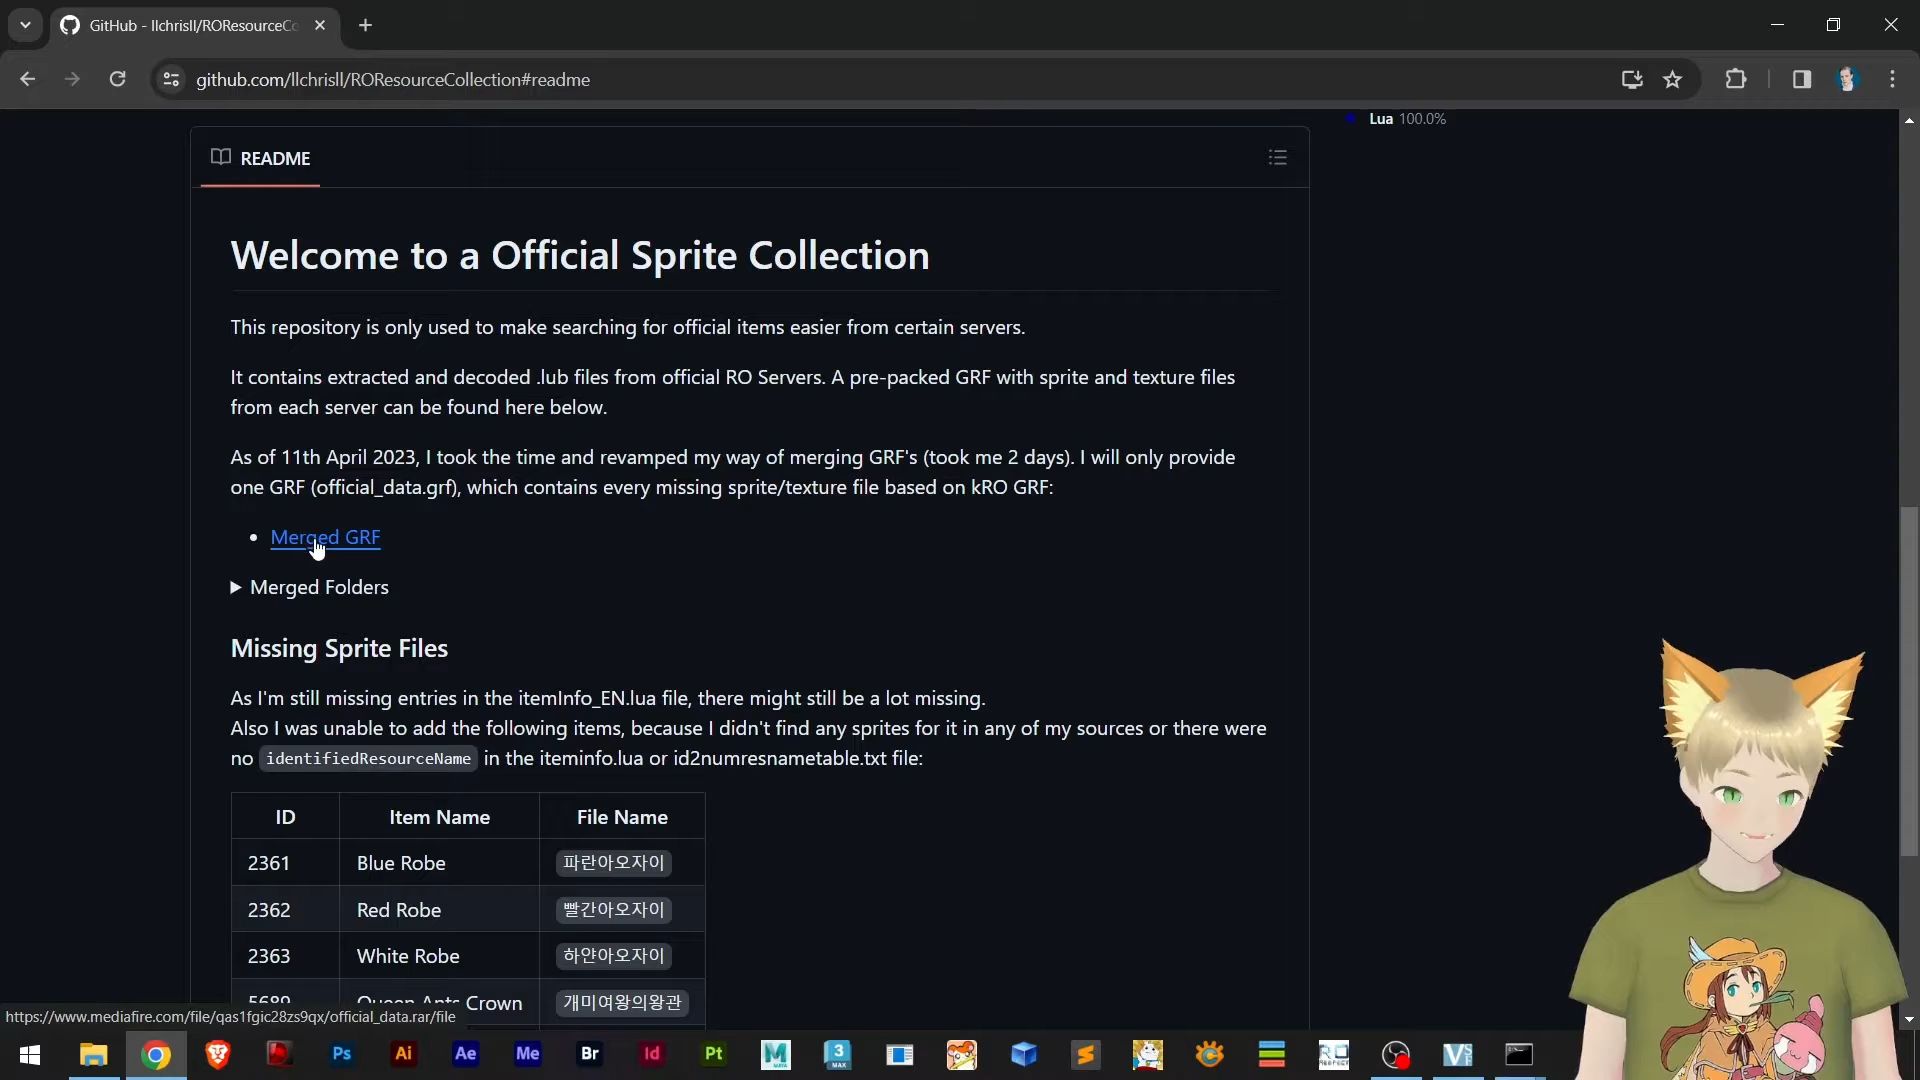 GitHub - llchrisll/ROResourceCo
github.com/llchrisll/ROResourceCollection#readme
Lua 100.0%
README
Welcome to a Official Sprite Collection
This repository is only used to make searching for official items easier from certain servers.
It contains extracted and decoded .lub files from official RO Servers. A pre-packed GRF with sprite and texture files
from each server can be found here below.
As of 11th April 2023, I took the time and revamped my way of merging GRF's (took me 2 days). I will only provide
one GRF (official_data.grf), which contains every missing sprite/texture file based on kRO GRF:
Merged GRF
Merged Folders
Missing Sprite Files
As I'm still missing entries in the itemInfo_EN.lua file, there might still be a lot missing.
Also I was unable to add the following items, because I didn't find any sprites for it in any of my sources or there were
no identifiedResourceName in the iteminfo.lua or id2numresnametable.txt file:
ID Item Name File Name
2361 Blue Robe 파란아오자이
2362 Red Robe 빨간아오자이
2363 White Robe 하얀아오자이
5689 Queen Ants Crown 개미여왕의왕관
https://www.mediafire.com/file/qas1fgic28zs9qx/official_data.rar/file
Ps Ai Ae Me Br Id Pt M 3